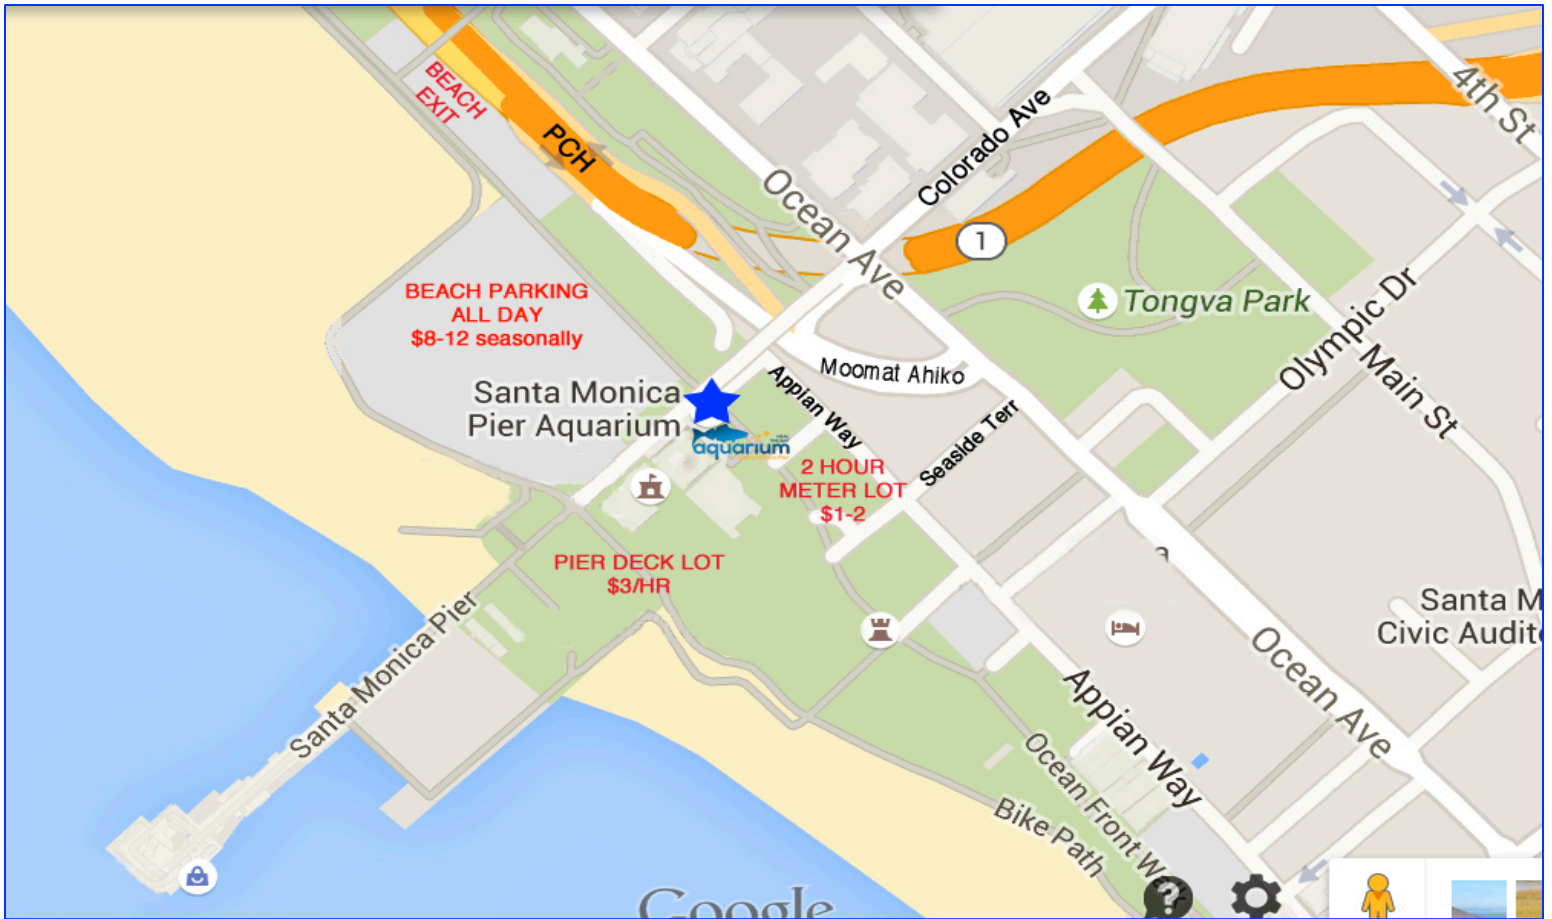 BEACH
EXIT
PCH
Colorado Ave
4th St
Ocean Ave
1
BEACH PARKING
ALL DAY
$8-12 seasonally
Tongva Park
Olympic Dr
Main St
Moomat Ahiko
Appian Way
Santa Monica
Pier Aquarium
aquarium
Seaside Terr
2 HOUR
METER LOT
$1-2
PIER DECK LOT
$3/HR
a
Santa Monica Pier
Santa M
Civic Audit
Ocean Ave
Appian Way
Ocean Front Walk
Bike Path
Google
?